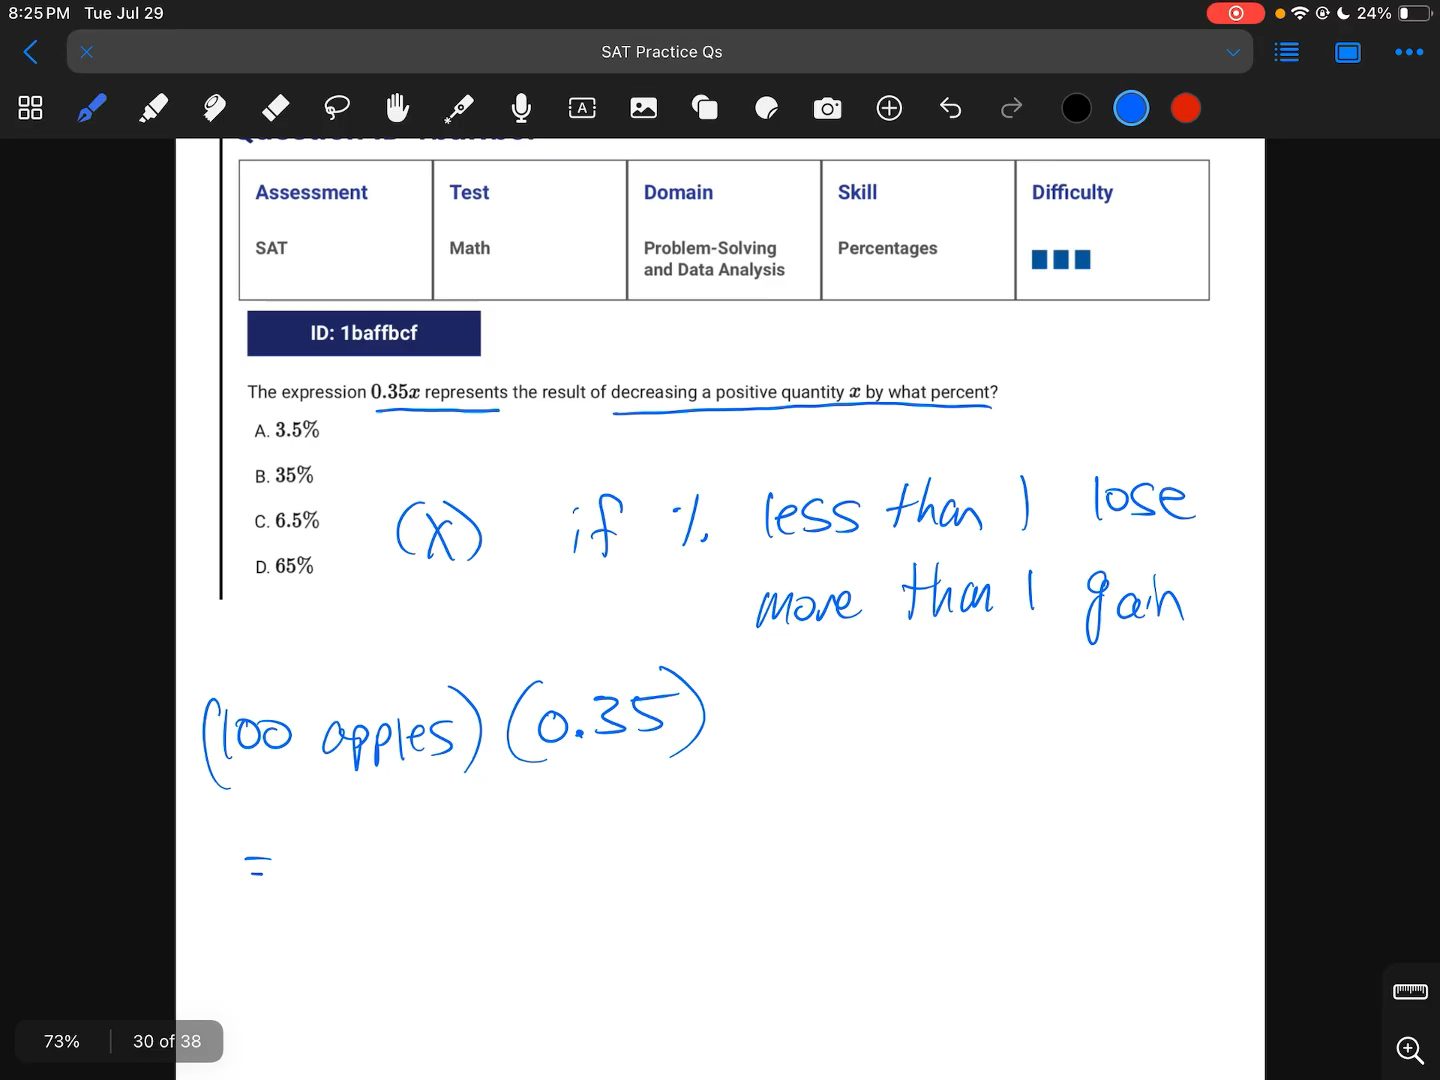 8:25 PM Tue Jul 29
24%
SAT Practice Qs
Assessment
Test
Domain
Skill
Difficulty
SAT
Math
Problem-Solving
and Data Analysis
Percentages
ID: 1baffbcf
The expression 0.35x represents the result of decreasing a positive quantity x by what percent?
A. 3.5%
B. 35%
C. 6.5%
D. 65%
(x) if % less than 1 lose
more than 1 gain
(100 apples) (0.35)
=
73% 30 of 38